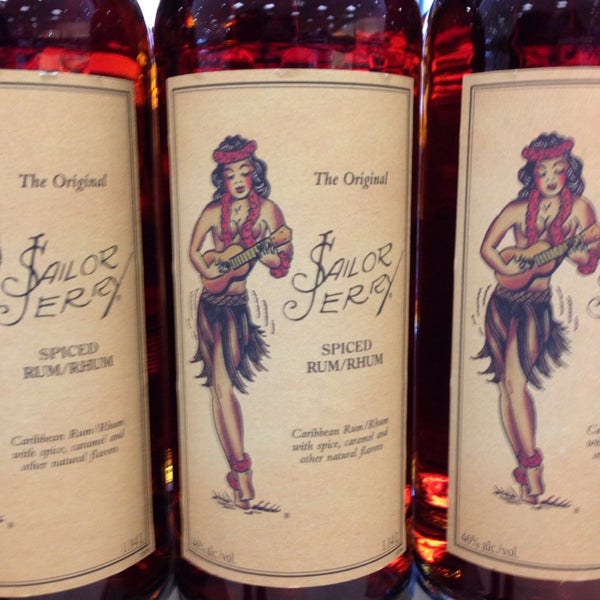 The Original
SAILOR
JERRY
SPICED
RUM/RHUM
Caribbean Rum/Rhum
with spice, caramel and
other natural flavors
The Original
SAILOR
JERRY
SPICED
RUM/RHUM
Caribbean Rum/Rhum
with spice, caramel and
other natural flavors
46% alc./vol.
46% alc./vol.